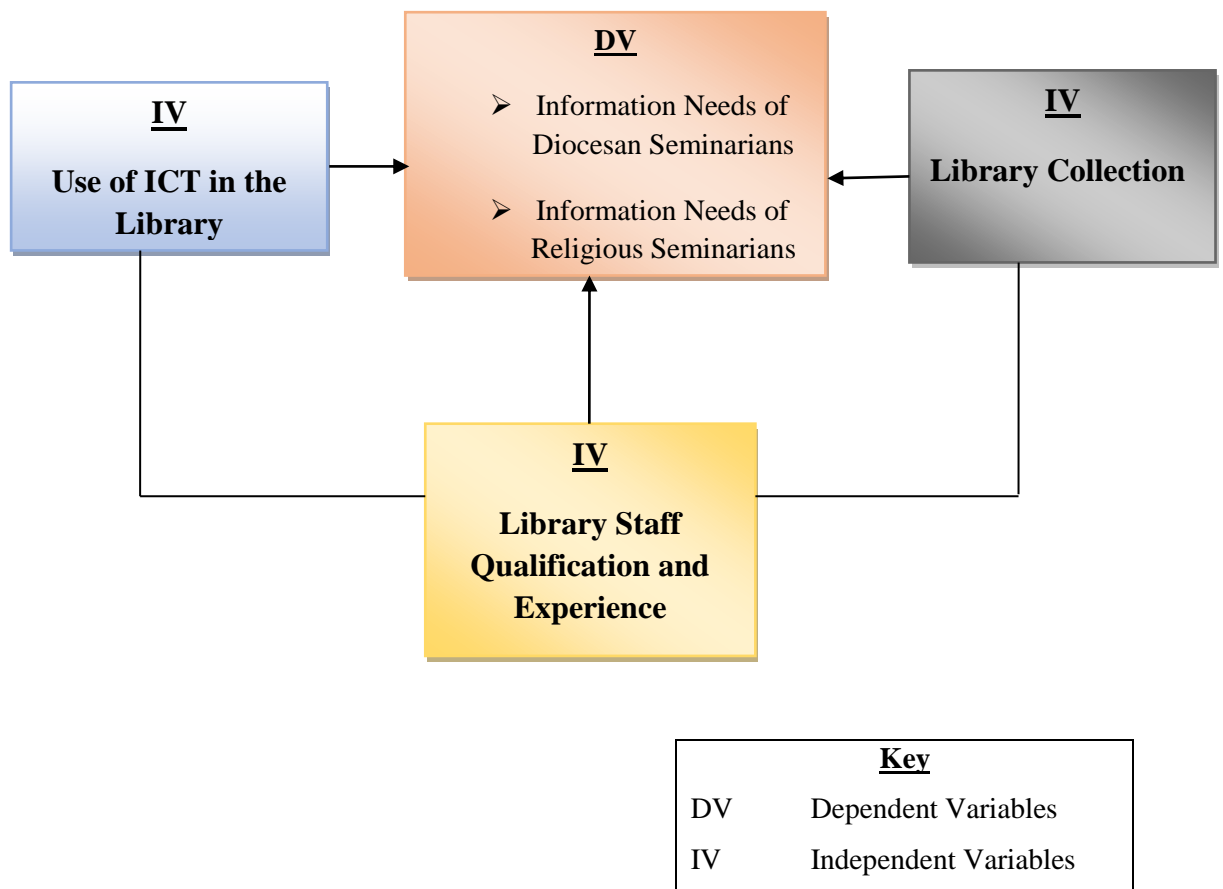 DV
➢ Information Needs of
Diocesan Seminarians
➢ Information Needs of
Religious Seminarians
IV
Use of ICT in the
Library
IV
Library Collection
IV
Library Staff
Qualification and
Experience
Key
DV Dependent Variables
IV Independent Variables